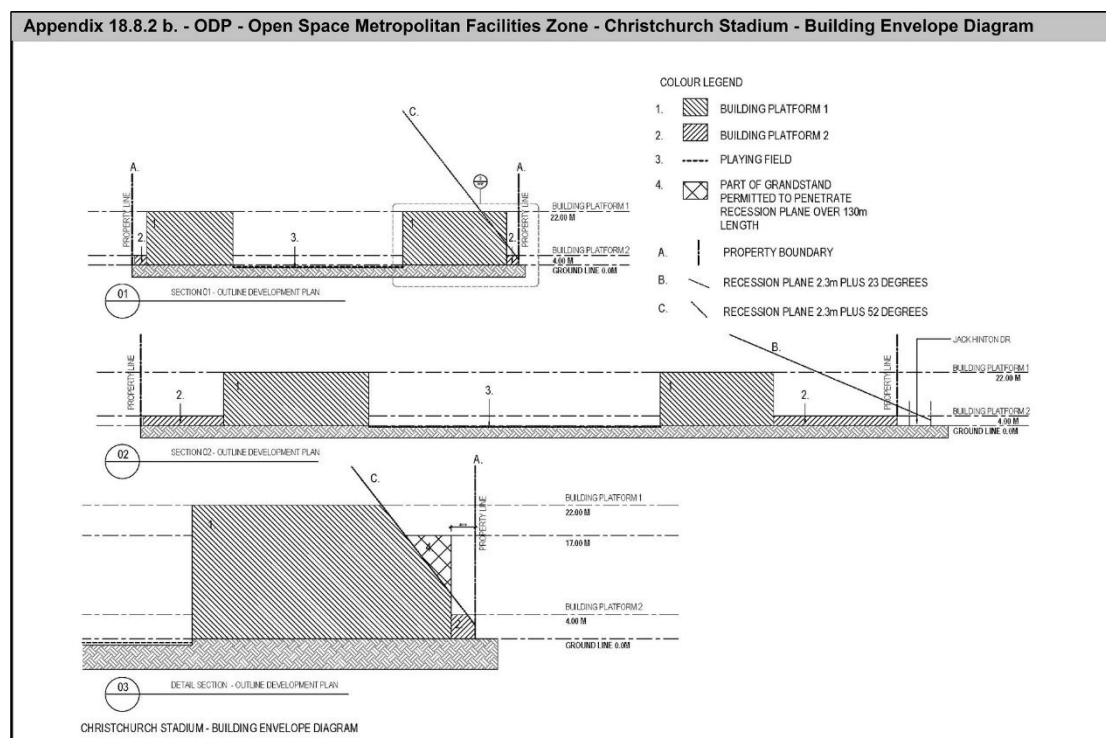 Appendix 18.8.2 b. - ODP - Open Space Metropolitan Facilities Zone - Christchurch Stadium - Building Envelope Diagram
COLOUR LEGEND
1. BUILDING PLATFORM 1
2. BUILDING PLATFORM 2
3. PLAYING FIELD
4. PART OF GRANDSTAND
PERMITTED TO PENETRATE
RECESSION PLANE OVER 130m
LENGTH
A. PROPERTY BOUNDARY
B. RECESSION PLANE 2.3m PLUS 23 DEGREES
C. RECESSION PLANE 2.3m PLUS 52 DEGREES
C.
A.
A.
PROPERTY LINE
PROPERTY LINE
1
1
2.
3.
2.
BUILDING PLATFORM 1
22.00 M
BUILDING PLATFORM 2
4.00 M
GROUND LINE 0.0M
01
SECTION 01 - OUTLINE DEVELOPMENT PLAN
B.
JACK HINTON DR
PROPERTY LINE
PROPERTY LINE
1
1
2.
3.
2.
BUILDING PLATFORM 1
22.00 M
BUILDING PLATFORM 2
4.00 M
GROUND LINE 0.0M
02
SECTION 02 - OUTLINE DEVELOPMENT PLAN
C.
A.
PROPERTY LINE
1
4
2
BUILDING PLATFORM 1
22.00 M
17.00 M
BUILDING PLATFORM 2
4.00 M
GROUND LINE 0.0M
03
DETAIL SECTION - OUTLINE DEVELOPMENT PLAN
CHRISTCHURCH STADIUM - BUILDING ENVELOPE DIAGRAM